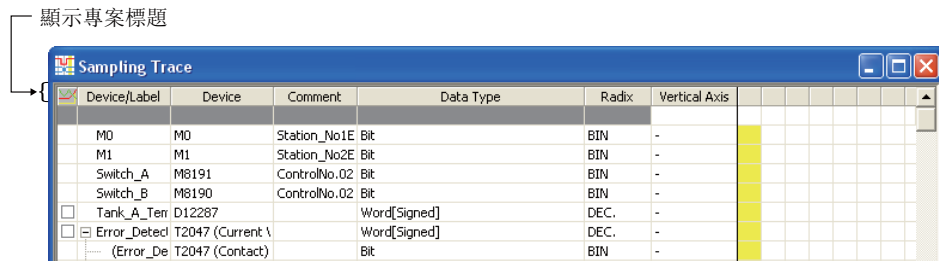 顯示專案標題
Sampling Trace
Device/Label Device Comment Data Type Radix Vertical Axis
M0 M0 Station_No1E Bit BIN -
M1 M1 Station_No2E Bit BIN -
Switch_A M8191 ControlNo.02 Bit BIN -
Switch_B M8190 ControlNo.02 Bit BIN -
Tank_A_Tem D12287 Word[Signed] DEC. -
Error_Detect T2047 (Current V Word[Signed] DEC. -
(Error_De T2047 (Contact) Bit BIN -